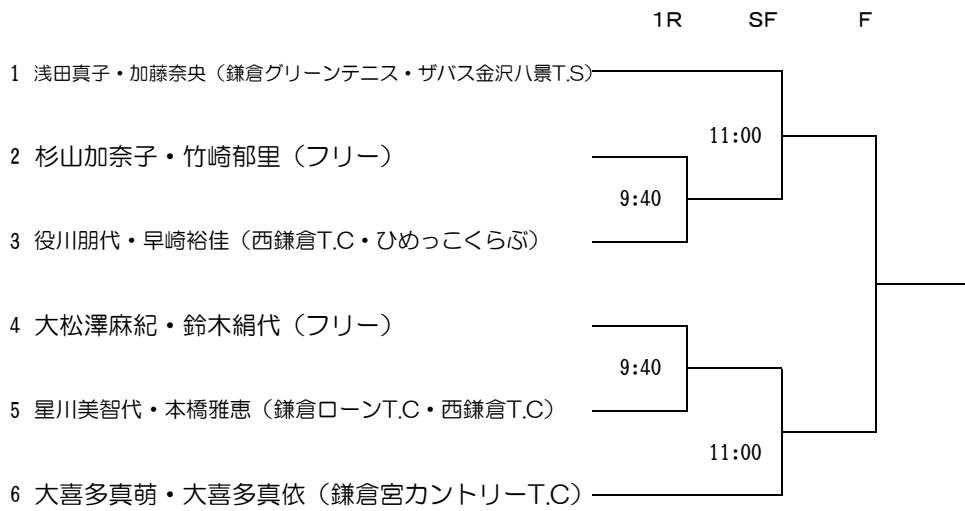 1R SF F
1 浅田真子・加藤奈央（鎌倉グリーンテニス・ザバス金沢八景T.S）
11:00
2 杉山加奈子・竹崎郁里（フリー）
9:40
3 役川朋代・早崎裕佳（西鎌倉T.C・ひめっこくらぶ）
4 大松澤麻紀・鈴木絹代（フリー）
9:40
5 星川美智代・本橋雅恵（鎌倉ローンT.C・西鎌倉T.C）
11:00
6 大喜多真萌・大喜多真依（鎌倉宮カントリーT.C）